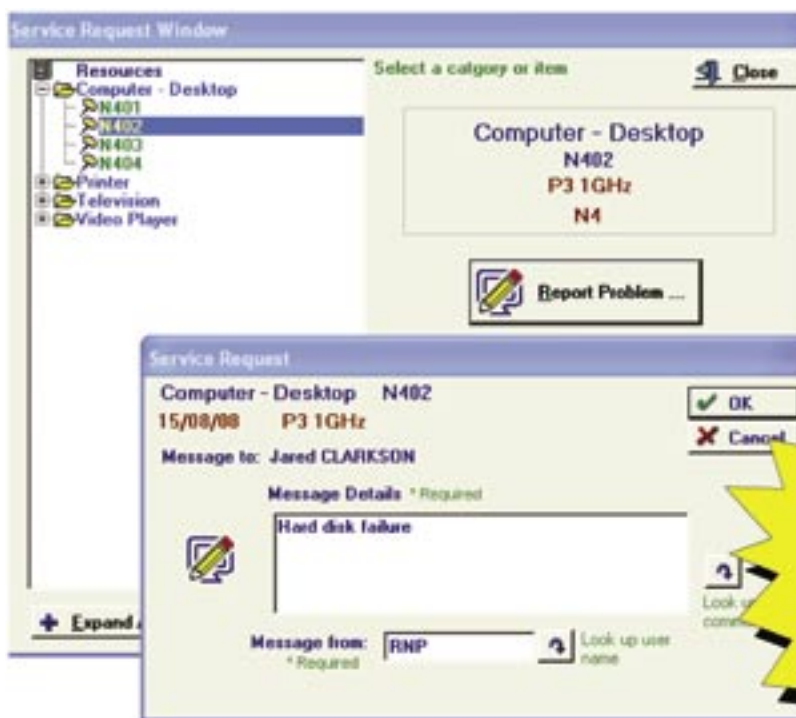 Service Request Window
Resources
Computer - Desktop
N401
N402
N403
N404
Printer
Television
Video Player
Select a catgory or item
Close
Computer - Desktop
N402
P3 1GHz
N4
Report Problem ...
Expand
Service Request
Computer - Desktop N402
15/08/08 P3 1GHz
Message to: Jared CLARKSON
OK
Cancel
Message Details * Required
Hard disk failure
Look
Message from:
* Required
RNP
Look up user
name